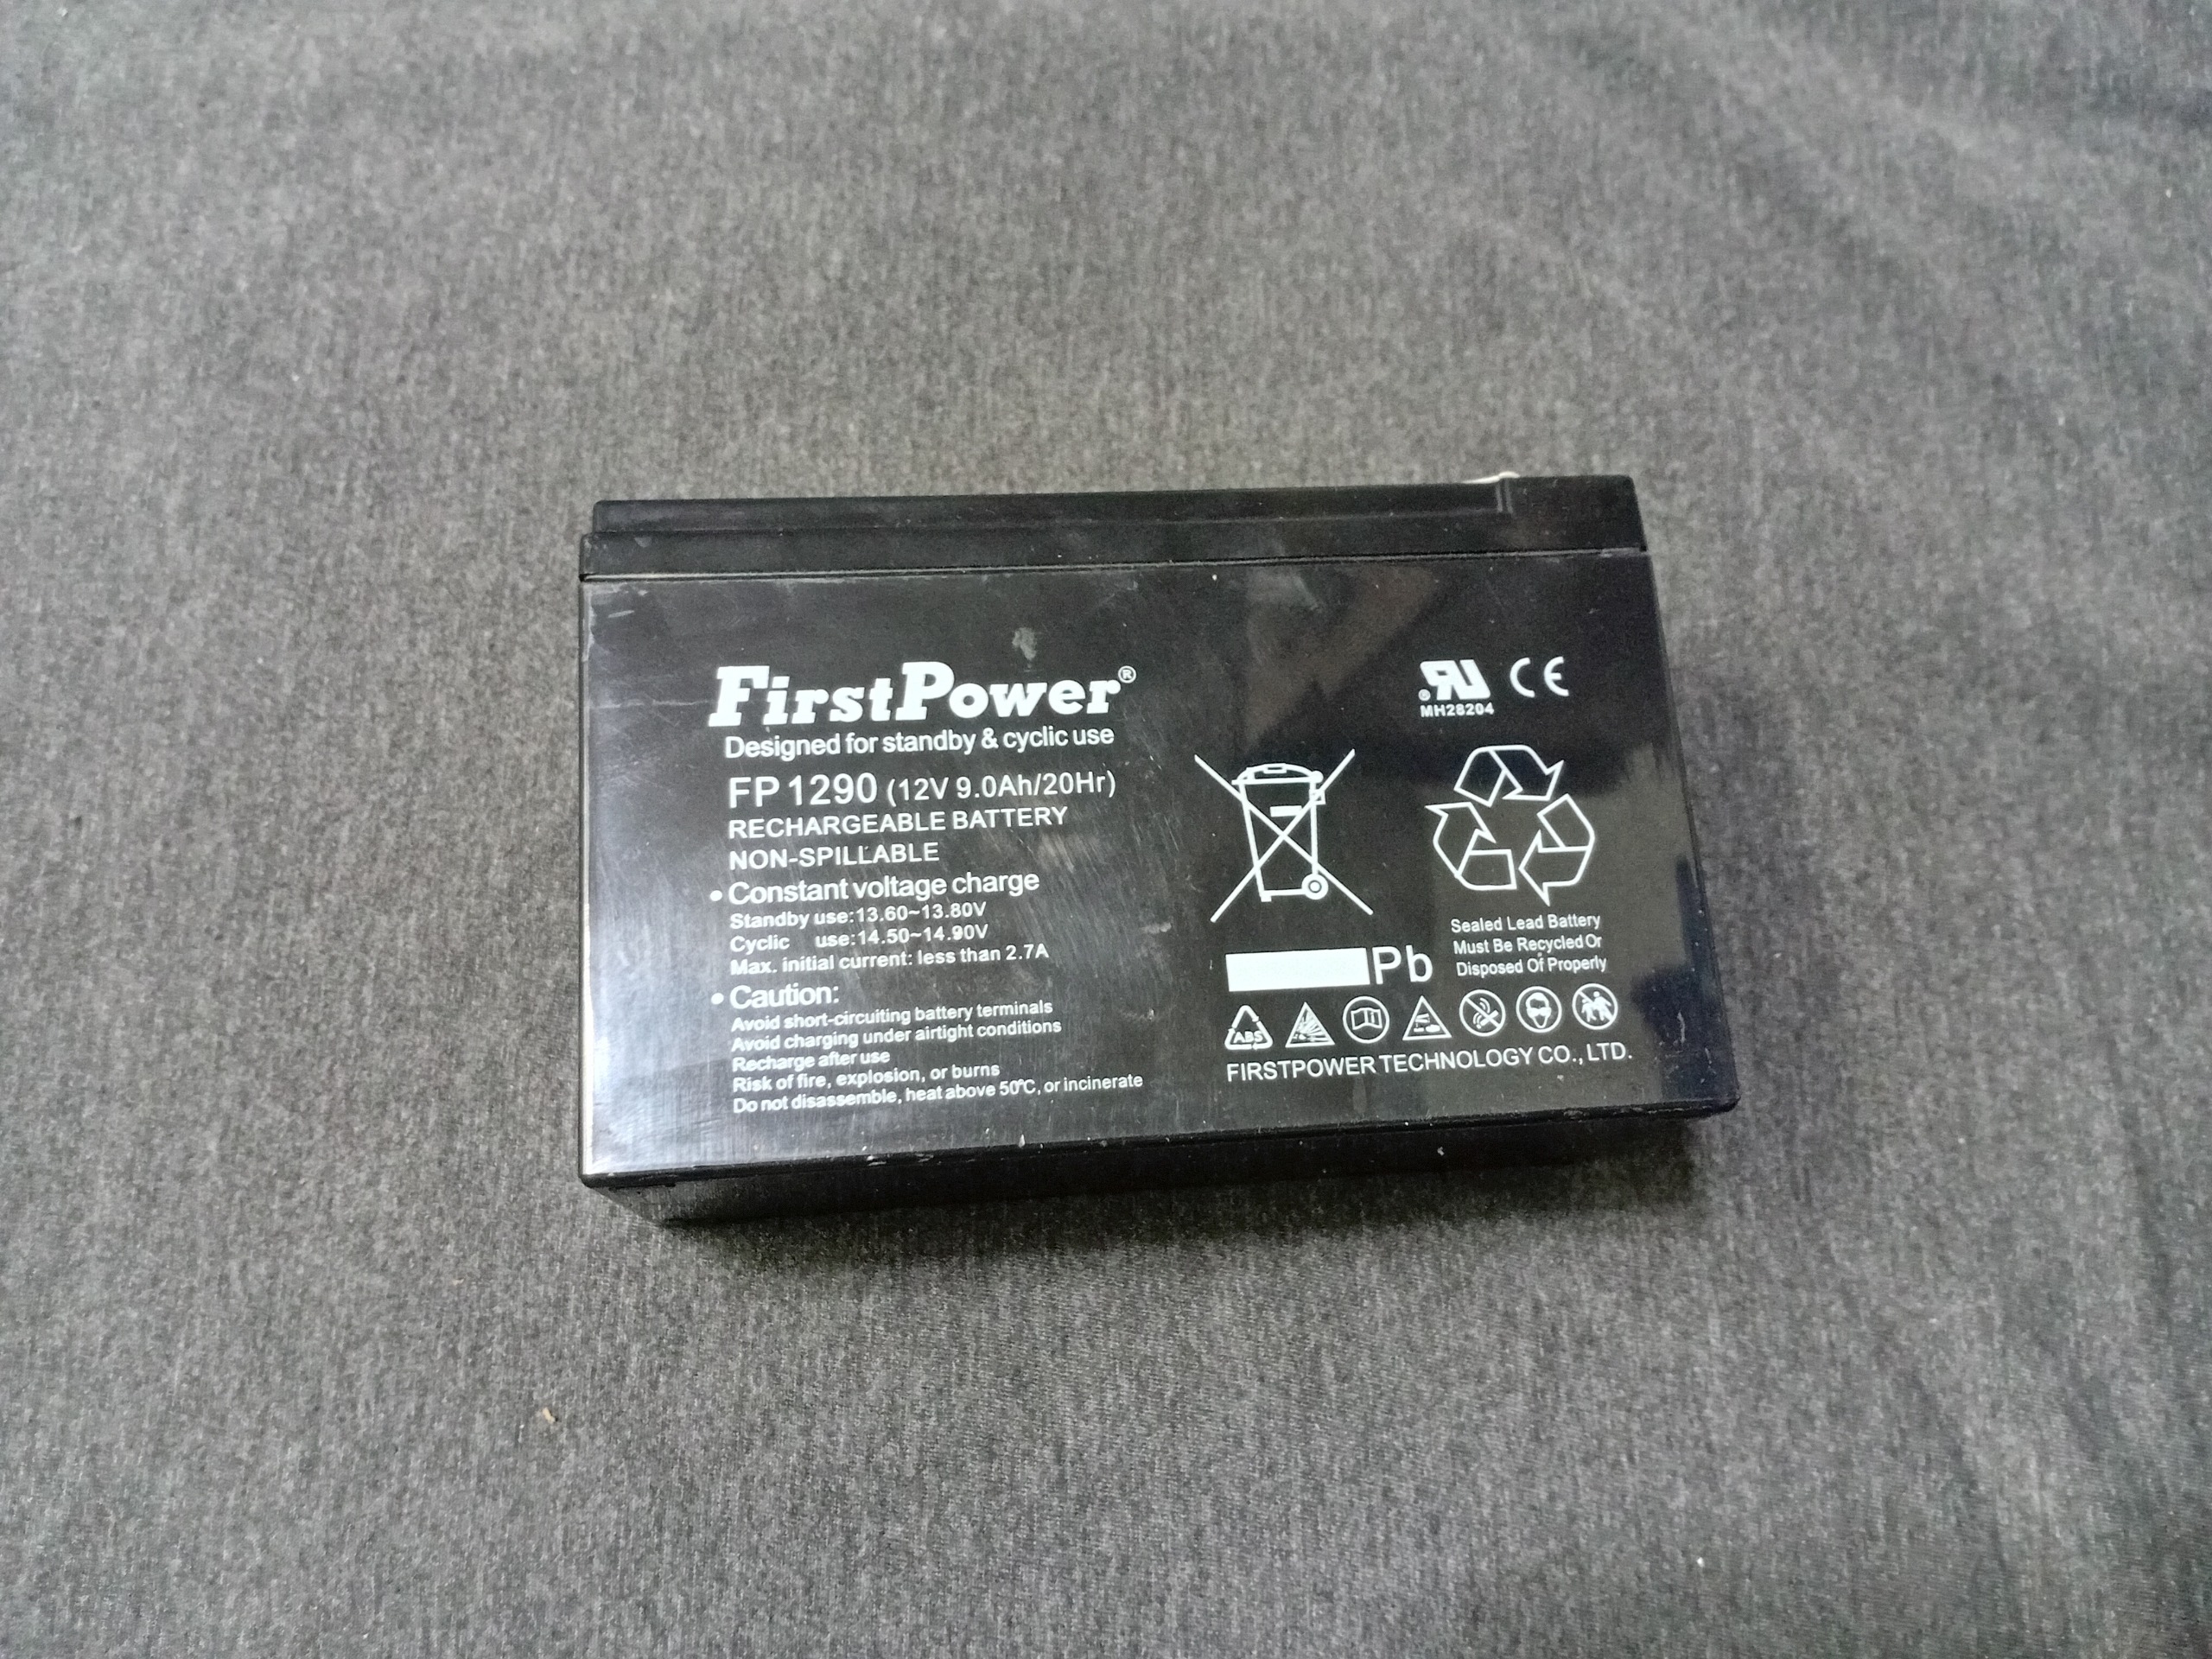 FirstPower®
Designed for standby & cyclic use
FP1290 (12V 9.0Ah/20Hr)
RECHARGEABLE BATTERY
NON-SPILLABLE
• Constant voltage charge
Standby use:13.60~13.80V
Cyclic use:14.50~14.90V
Max. initial current: less than 2.7A
• Caution:
Avoid short-circuiting battery terminals
Avoid charging under airtight conditions
Recharge after use
Risk of fire, explosion, or burns
Do not disassemble, heat above 50℃, or incinerate
RU CE
MH28204
Sealed Lead Battery
Must Be Recycled Or
Disposed Of Properly
Pb
ABS
FIRSTPOWER TECHNOLOGY CO., LTD.